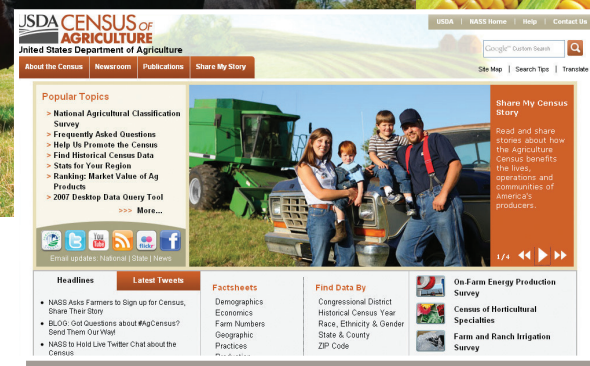 USDA CENSUS OF
AGRICULTURE
United States Department of Agriculture
USDA | NASS Home | Help | Contact Us
Google™ Custom Search
Site Map | Search Tips | Translate
About the Census Newsroom Publications Share My Story
Popular Topics
> National Agricultural Classification
Survey
> Frequently Asked Questions
> Help Us Promote the Census
> Find Historical Census Data
> Stats for Your Region
> Ranking: Market Value of Ag
Products
> 2007 Desktop Data Query Tool
>>> More...
You
Tube
flickr
Email updates: National | State | News
Share My Census
Story
Read and share
stories about how
the Agriculture
Census benefits
the lives,
operations and
communities of
America's
producers.
1/4
Headlines Latest Tweets
• NASS Asks Farmers to Sign up for Census,
Share Their Story
• BLOG: Got Questions about #AgCensus?
Send Them Our Way!
• NASS to Hold Live Twitter Chat about the
Census
Factsheets
Demographics
Economics
Farm Numbers
Geographic
Practices
Production
Find Data By
Congressional District
Historical Census Year
Race, Ethnicity & Gender
State & County
ZIP Code
On-Farm Energy Production
Survey
Census of Horticultural
Specialties
Farm and Ranch Irrigation
Survey